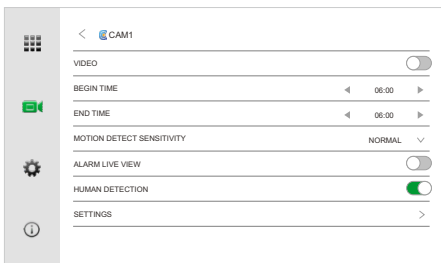 CAM1
VIDEO
BEGIN TIME 06:00
END TIME 06:00
MOTION DETECT SENSITIVITY NORMAL
ALARM LIVE VIEW
HUMAN DETECTION
SETTINGS